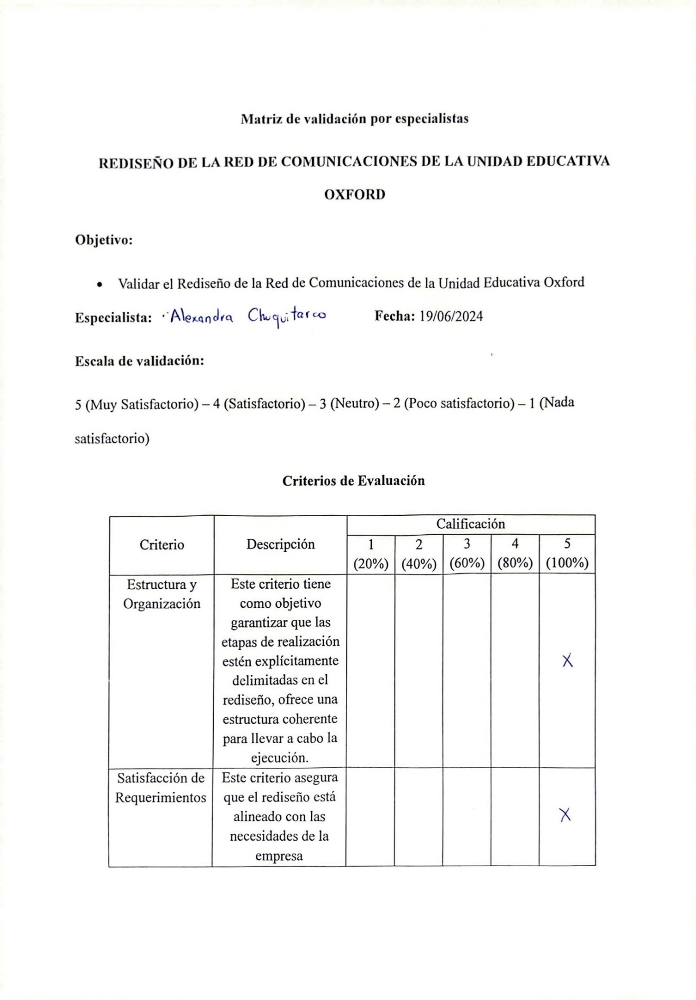 Matriz de validación por especialistas
REDISEÑO DE LA RED DE COMUNICACIONES DE LA UNIDAD EDUCATIVA
OXFORD
Objetivo:
• Validar el Rediseño de la Red de Comunicaciones de la Unidad Educativa Oxford
Especialista: Alexandra Chuquitarco Fecha: 19/06/2024
Escala de validación:
5 (Muy Satisfactorio) – 4 (Satisfactorio) – 3 (Neutro) – 2 (Poco satisfactorio) – 1 (Nada
satisfactorio)
Criterios de Evaluación
Criterio
Descripción
Calificación
1 2 3 4 5
(20%) (40%) (60%) (80%) (100%)
Estructura y
Organización
Este criterio tiene
como objetivo
garantizar que las
etapas de realización
estén explícitamente
delimitadas en el
rediseño, ofrece una
estructura coherente
para llevar a cabo la
ejecución.
X
Satisfacción de
Requerimientos
Este criterio asegura
que el rediseño está
alineado con las
necesidades de la
empresa
X